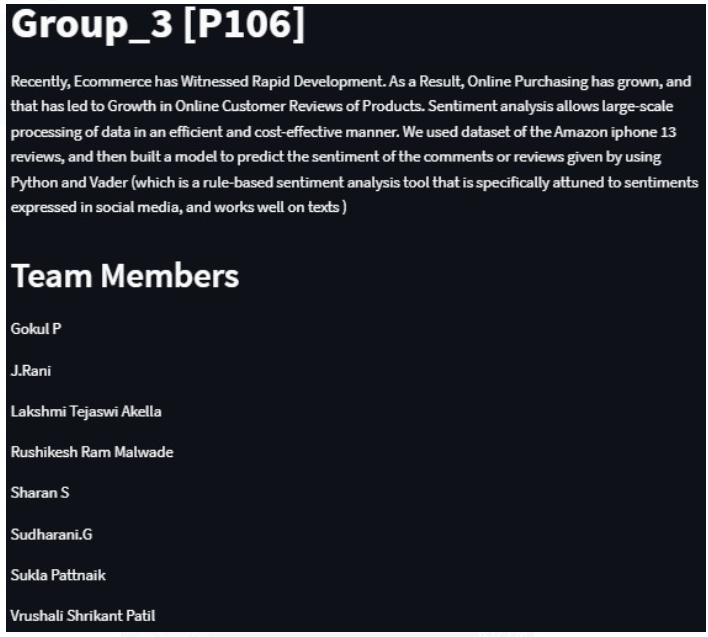 Group_3 [P106]
Recently, Ecommerce has Witnessed Rapid Development. As a Result, Online Purchasing has grown, and
that has led to Growth in Online Customer Reviews of Products. Sentiment analysis allows large-scale
processing of data in an efficient and cost-effective manner. We used dataset of the Amazon iphone 13
reviews, and then built a model to predict the sentiment of the comments or reviews given by using
Python and Vader (which is a rule-based sentiment analysis tool that is specifically attuned to sentiments
expressed in social media, and works well on texts )
Team Members
Gokul P
J.Rani
Lakshmi Tejaswi Akella
Rushikesh Ram Malwade
Sharan S
Sudharani.G
Sukla Pattnaik
Vrushali Shrikant Patil